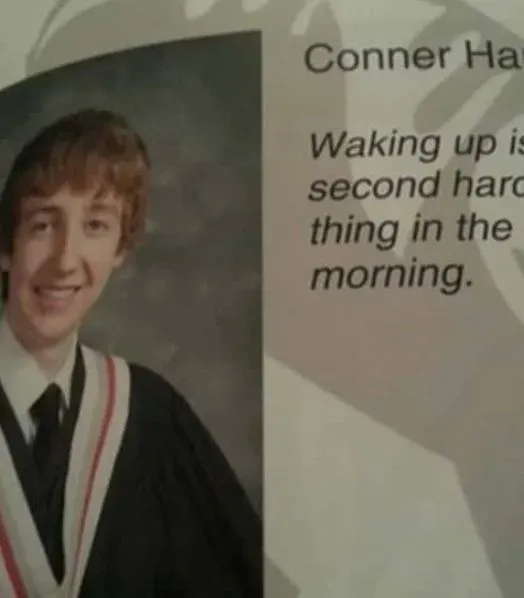 Conner
Waking up
second
thing in the
morning.